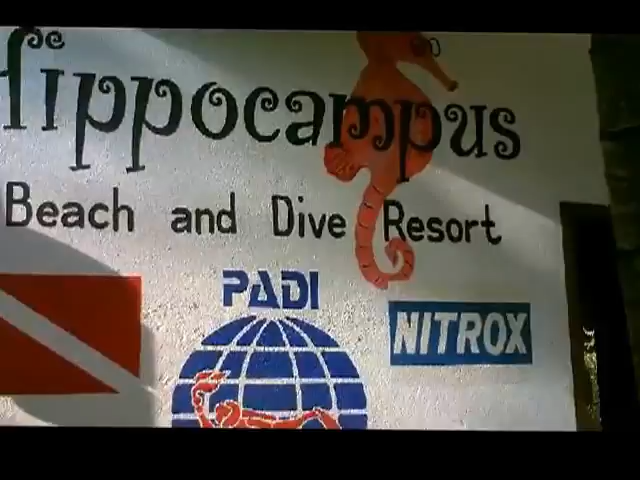 Hippocampus
Beach and Dive Resort
PADI
NITROX